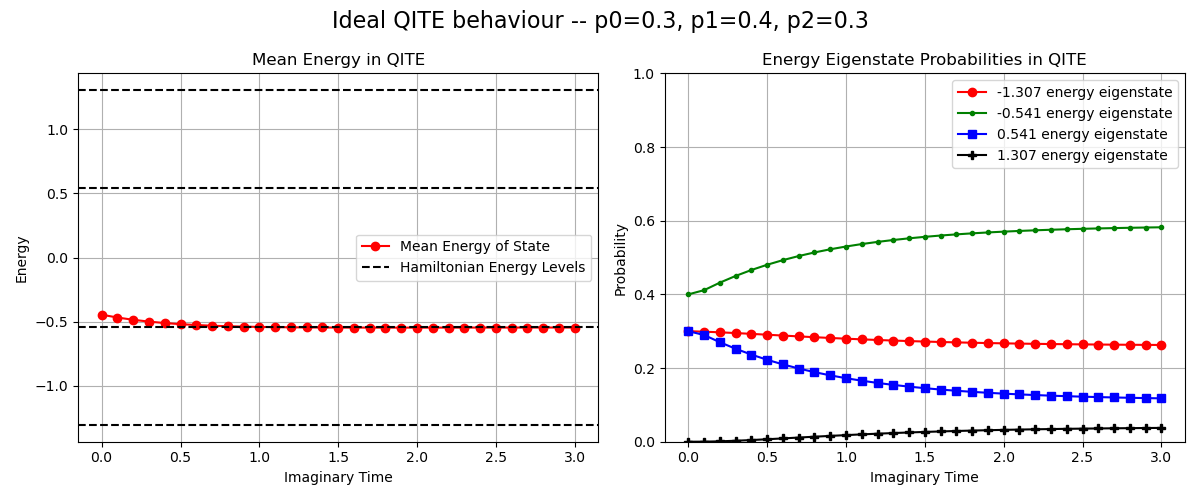 Ideal QITE behaviour -- p0=0.3, p1=0.4, p2=0.3
Mean Energy in QITE
Energy
1.0
0.5
0.0
−0.5
−1.0
Mean Energy of State
Hamiltonian Energy Levels
0.0 0.5 1.0 1.5 2.0 2.5 3.0
Imaginary Time
Energy Eigenstate Probabilities in QITE
Probability
1.0
0.8
0.6
0.4
0.2
0.0
-1.307 energy eigenstate
-0.541 energy eigenstate
0.541 energy eigenstate
1.307 energy eigenstate
0.0 0.5 1.0 1.5 2.0 2.5 3.0
Imaginary Time